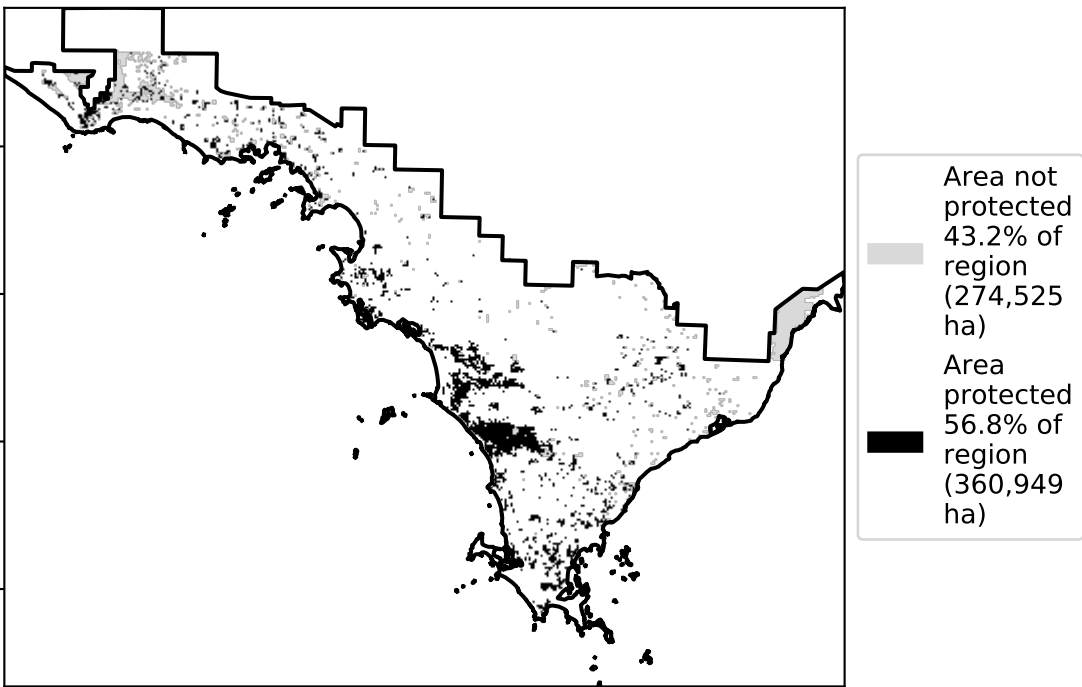 Area not
protected
43.2% of
region
(274,525
ha)
Area
protected
56.8% of
region
(360,949
ha)